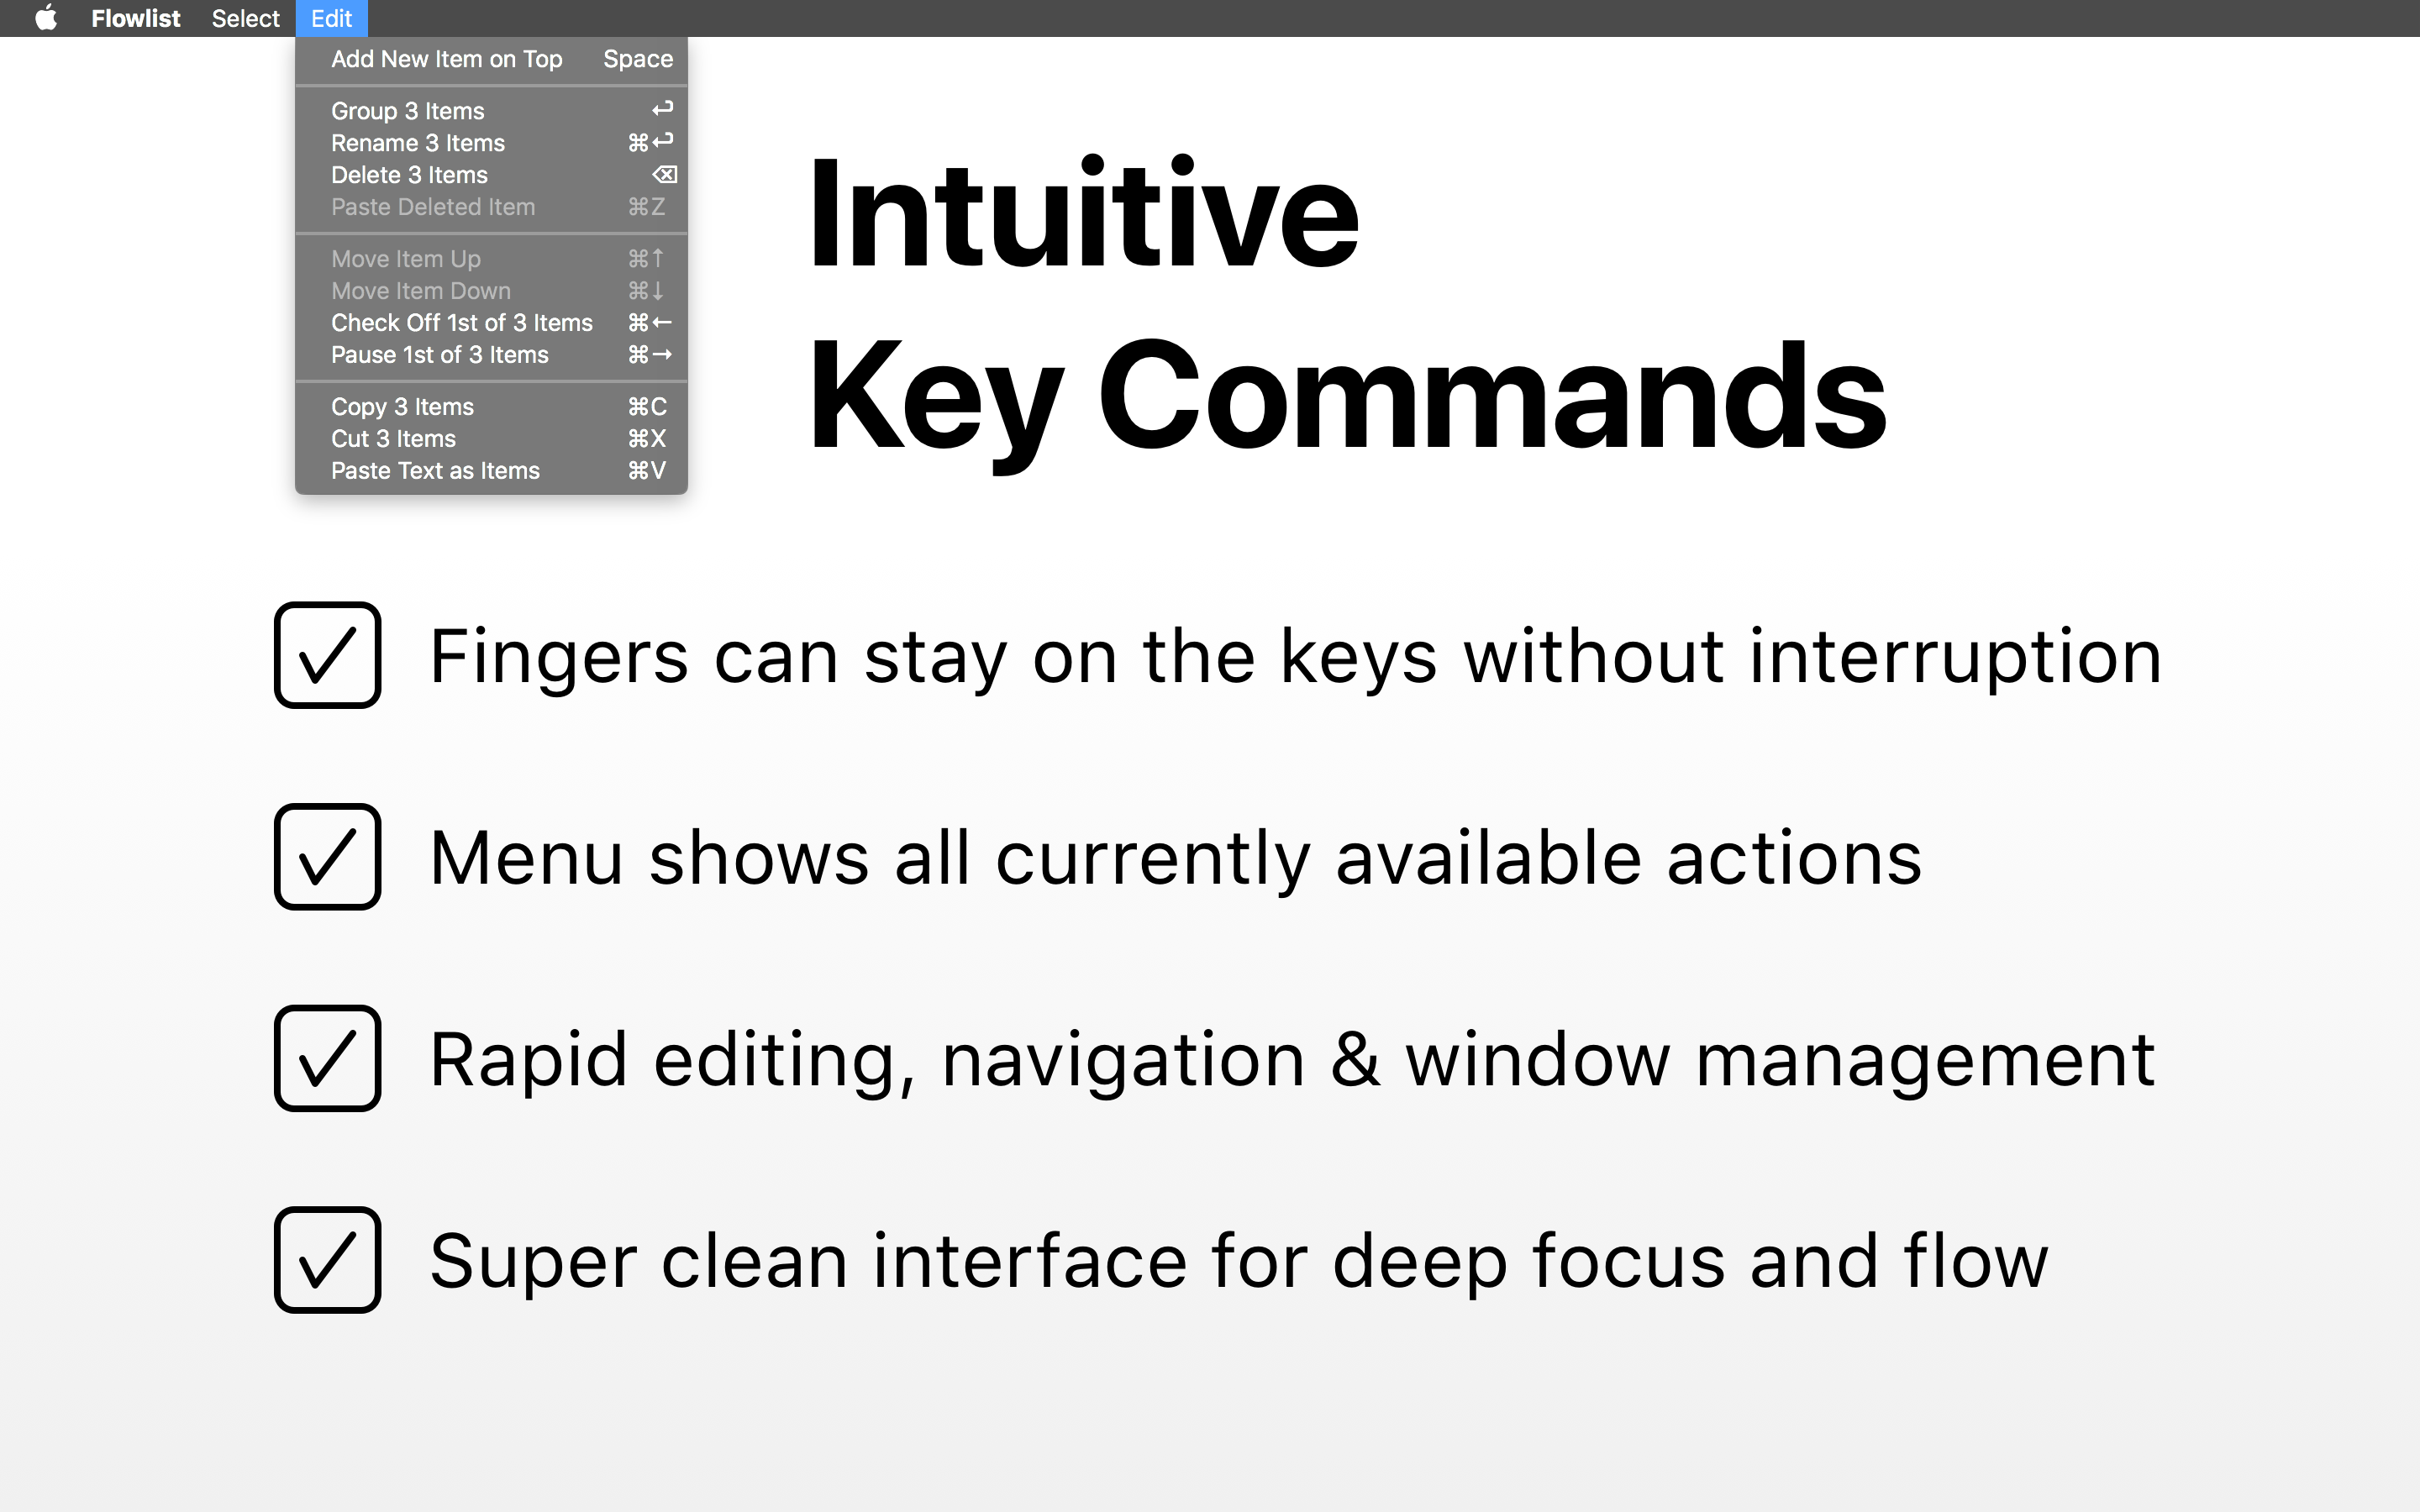 Flowlist Select Edit
Add New Item on Top Space
Group 3 Items ↩
Rename 3 Items ⌘↩
Delete 3 Items ⌫
Paste Deleted Item ⌘Z
Move Item Up ⌘↑
Move Item Down ⌘↓
Check Off 1st of 3 Items ⌘←
Pause 1st of 3 Items ⌘→
Copy 3 Items ⌘C
Cut 3 Items ⌘X
Paste Text as Items ⌘V
Intuitive
Key Commands
Fingers can stay on the keys without interruption
Menu shows all currently available actions
Rapid editing, navigation & window management
Super clean interface for deep focus and flow